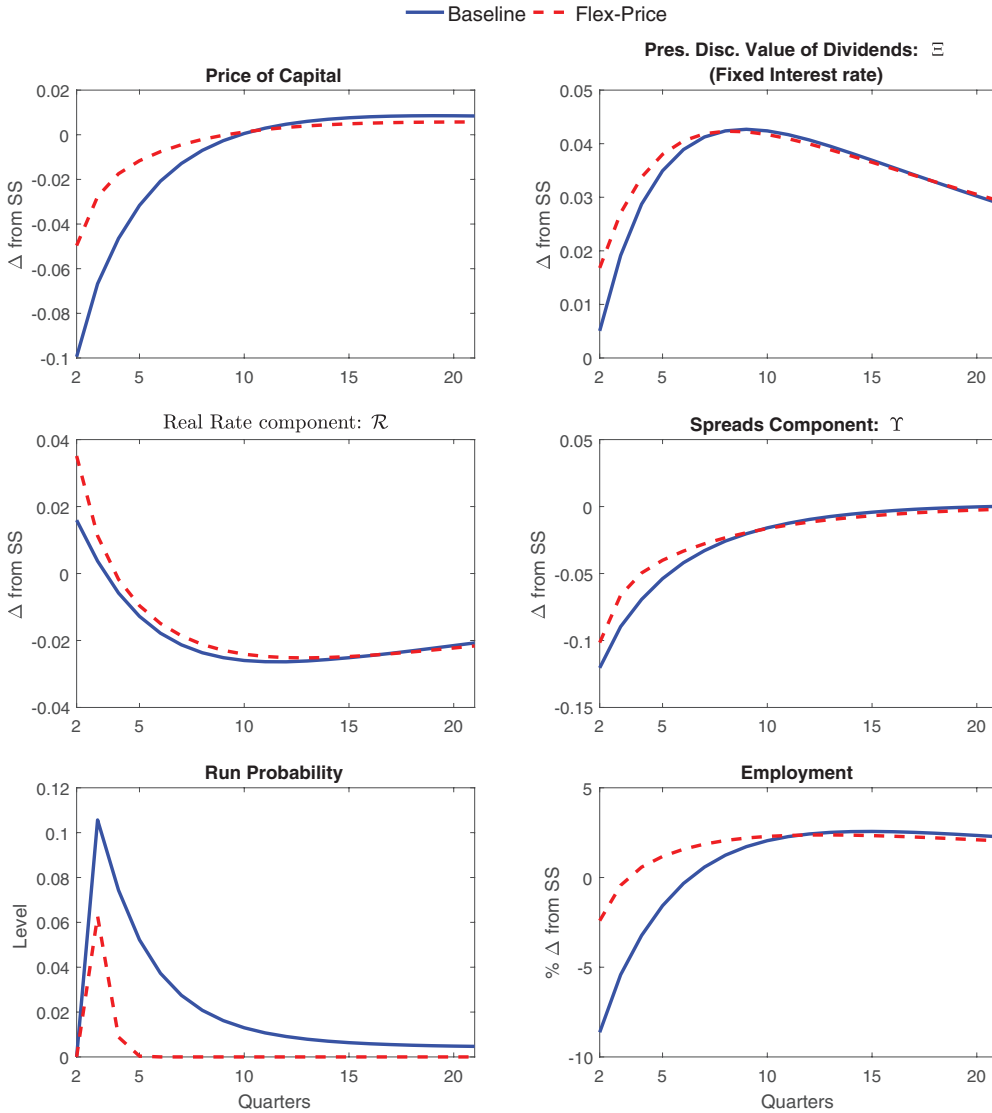 Baseline Flex-Price
Price of Capital
Pres. Disc. Value of Dividends: Ξ
(Fixed Interest rate)
Δ from SS
0.02
0
-0.02
-0.04
-0.06
-0.08
-0.1
2 5 10 15 20
Δ from SS
0.05
0.04
0.03
0.02
0.01
0
2 5 10 15 20
Real Rate component: ℛ
Δ from SS
0.04
0.02
0
-0.02
-0.04
2 5 10 15 20
Spreads Component: ϒ
Δ from SS
0.05
0
-0.05
-0.1
-0.15
2 5 10 15 20
Run Probability
Level
0.12
0.1
0.08
0.06
0.04
0.02
0
2 5 10 15 20
Quarters
Employment
% Δ from SS
5
0
-5
-10
2 5 10 15 20
Quarters